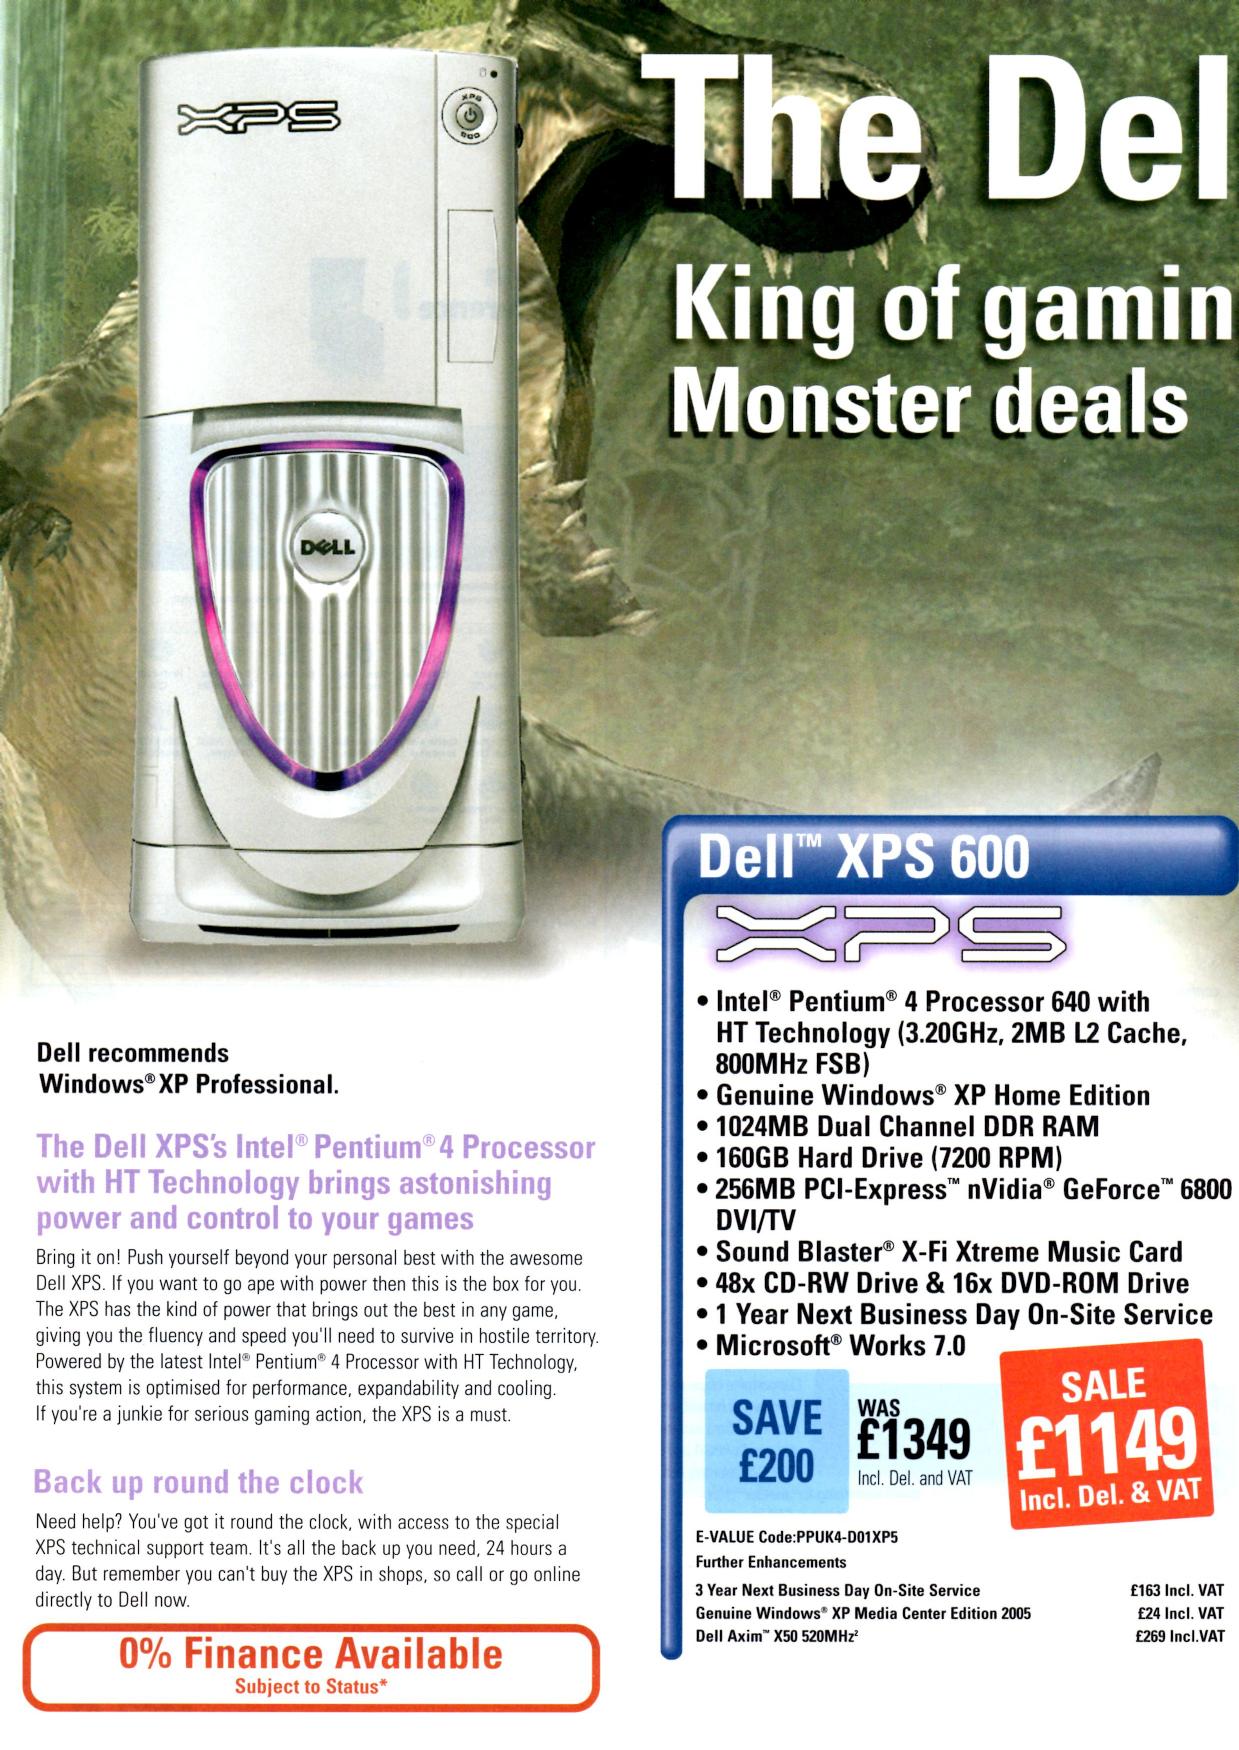 XPS
XPS
DELL
The Del
King of gamin
Monster deals
Dell™ XPS 600
XPS
• Intel® Pentium® 4 Processor 640 with
HT Technology (3.20GHz, 2MB L2 Cache,
800MHz FSB)
• Genuine Windows® XP Home Edition
• 1024MB Dual Channel DDR RAM
• 160GB Hard Drive (7200 RPM)
• 256MB PCI-Express™ nVidia® GeForce™ 6800
DVI/TV
• Sound Blaster® X-Fi Xtreme Music Card
• 48x CD-RW Drive & 16x DVD-ROM Drive
• 1 Year Next Business Day On-Site Service
• Microsoft® Works 7.0
SAVE
£200
WAS
£1349
Incl. Del. and VAT
SALE
£1149
Incl. Del. & VAT
E-VALUE Code:PPUK4-D01XP5
Further Enhancements
3 Year Next Business Day On-Site Service £163 Incl. VAT
Genuine Windows® XP Media Center Edition 2005 £24 Incl. VAT
Dell Axim™ X50 520MHz² £269 Incl.VAT
Dell recommends
Windows® XP Professional.
The Dell XPS's Intel® Pentium® 4 Processor
with HT Technology brings astonishing
power and control to your games
Bring it on! Push yourself beyond your personal best with the awesome
Dell XPS. If you want to go ape with power then this is the box for you.
The XPS has the kind of power that brings out the best in any game,
giving you the fluency and speed you'll need to survive in hostile territory.
Powered by the latest Intel® Pentium® 4 Processor with HT Technology,
this system is optimised for performance, expandability and cooling.
If you're a junkie for serious gaming action, the XPS is a must.
Back up round the clock
Need help? You've got it round the clock, with access to the special
XPS technical support team. It's all the back up you need, 24 hours a
day. But remember you can't buy the XPS in shops, so call or go online
directly to Dell now.
0% Finance Available
Subject to Status*